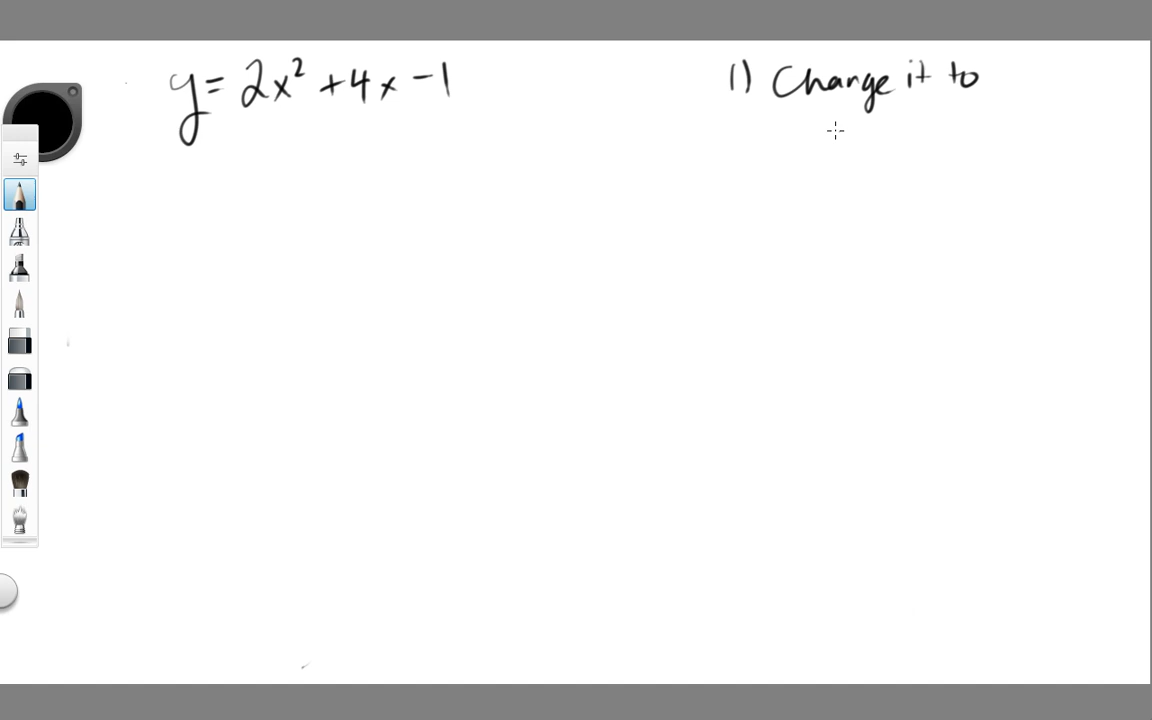 y = 2x² + 4x - 1
1) Change it to